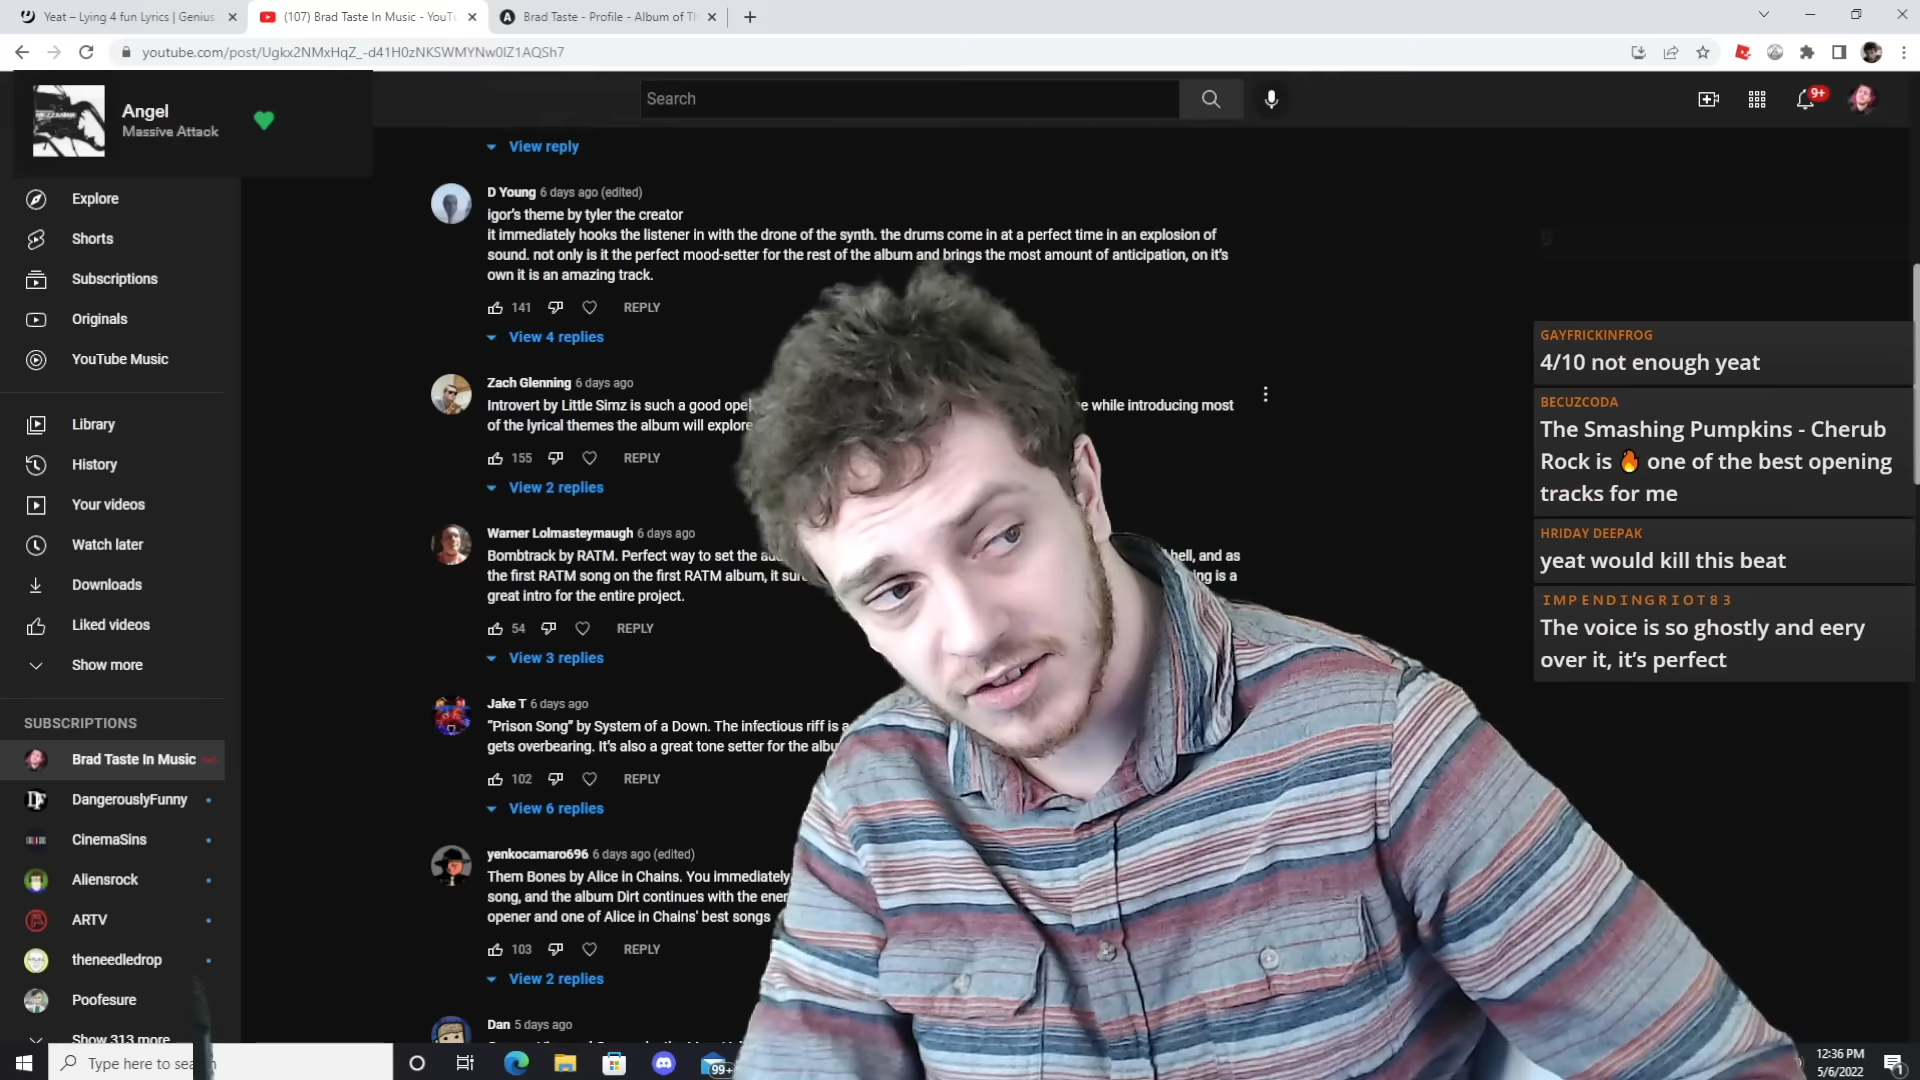 Yeat – Lying 4 fun Lyrics | Genius
(107) Brad Taste In Music - YouTu
Brad Taste - Profile - Album of Th
youtube.com/post/Ugkx2NMxHqZ_-d41H0zNKSWMYNw0lZ1AQSh7
Angel
Massive Attack
Search
9+
Explore
Shorts
Subscriptions
Originals
YouTube Music
Library
History
Your videos
Watch later
Downloads
Liked videos
Show more
SUBSCRIPTIONS
Brad Taste In Music
DangerouslyFunny
CinemaSins
Aliensrock
ARTV
theneedledrop
Poofesure
Show 313 more
View reply
D Young 6 days ago (edited)
igor's theme by tyler the creator
it immediately hooks the listener in with the drone of the synth. the drums come in at a perfect time in an explosion of
sound. not only is it the perfect mood-setter for the rest of the album and brings the most amount of anticipation, on it's
own it is an amazing track.
141 REPLY
View 4 replies
Zach Glenning 6 days ago
Introvert by Little Simz is such a good ope e while introducing most
of the lyrical themes the album will explore
155 REPLY
View 2 replies
Warner Lolmasteymaugh 6 days ago
Bombtrack by RATM. Perfect way to set the hell, and as
the first RATM song on the first RATM album, it sur ng is a
great intro for the entire project.
54 REPLY
View 3 replies
Jake T 6 days ago
"Prison Song" by System of a Down. The infectious riff is a
gets overbearing. It's also a great tone setter for the albu
102 REPLY
View 6 replies
yenkocamaro696 6 days ago (edited)
Them Bones by Alice in Chains. You immediately
song, and the album Dirt continues with the ener
opener and one of Alice in Chains' best songs
103 REPLY
View 2 replies
Dan 5 days ago
GAYFRICKINFROG
4/10 not enough yeat
BECUZCODA
The Smashing Pumpkins - Cherub
Rock is 🔥 one of the best opening
tracks for me
HRIDAY DEEPAK
yeat would kill this beat
IMPENDINGRIOT83
The voice is so ghostly and eery
over it, it's perfect
Type here to sea
99+
12:36 PM
5/6/2022
1